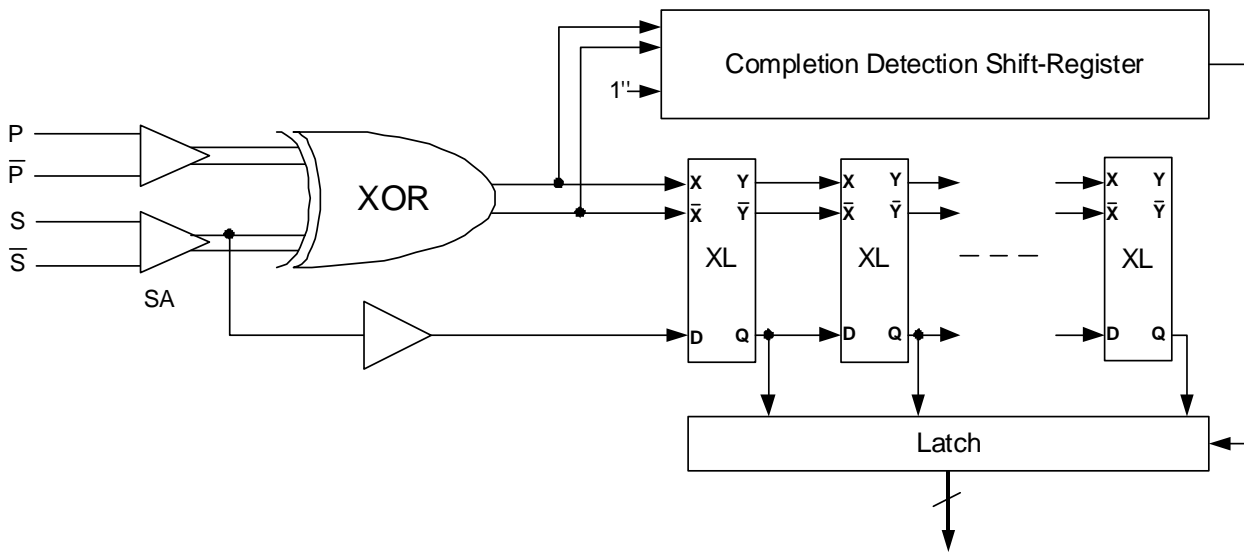 Completion Detection Shift-Register
1"
P
P̅
S
S̅
SA
XOR
X Y X Y X Y
X̅ Y̅ X̅ Y̅ X̅ Y̅
XL XL XL
D Q D Q D Q
Latch